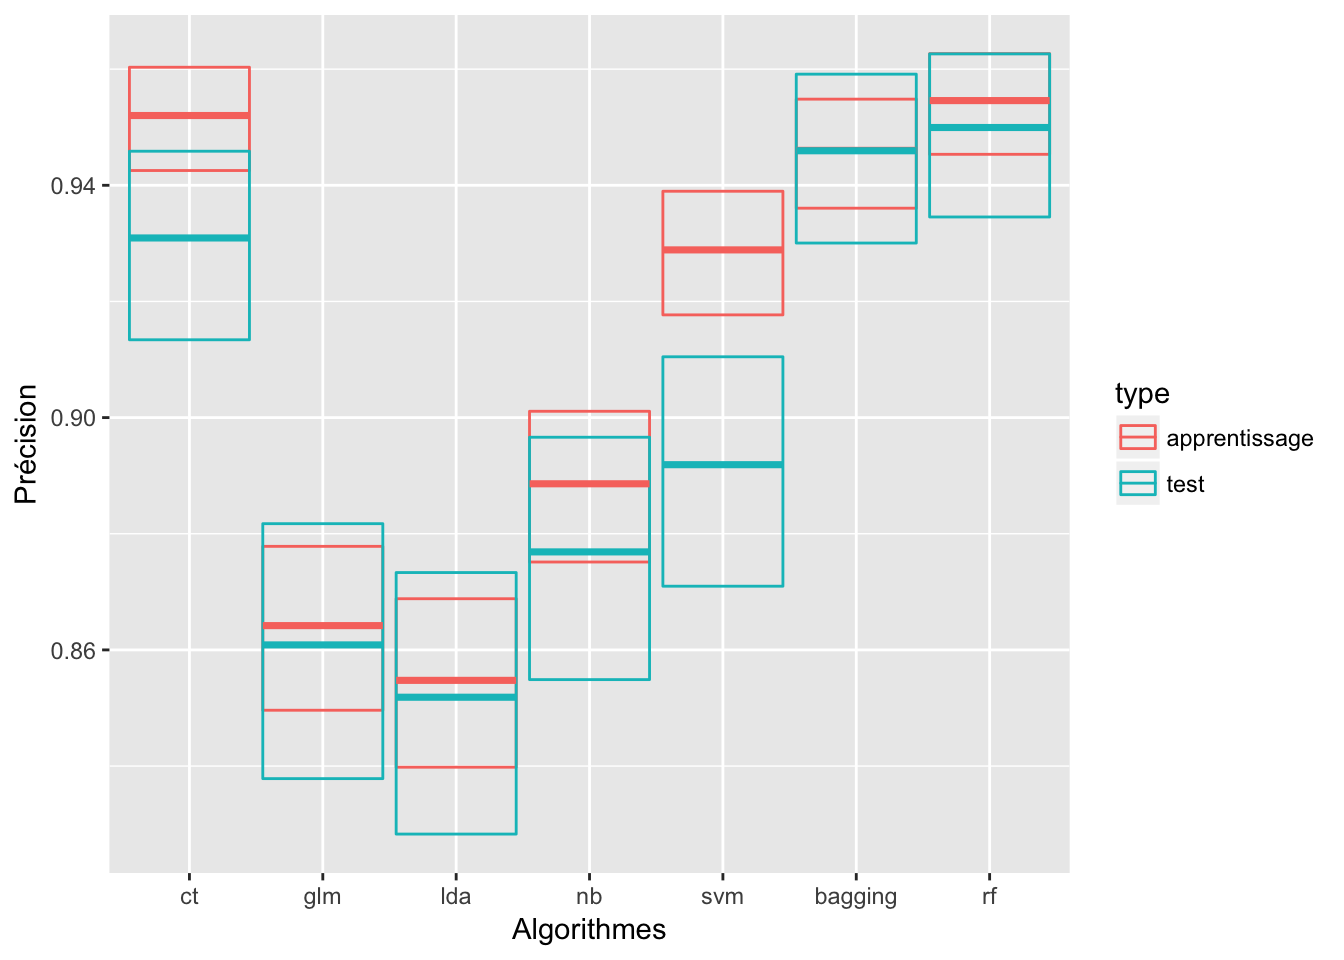 0.94
0.90
0.86
Précision
ct glm lda nb svm bagging rf
Algorithmes
type
apprentissage
test